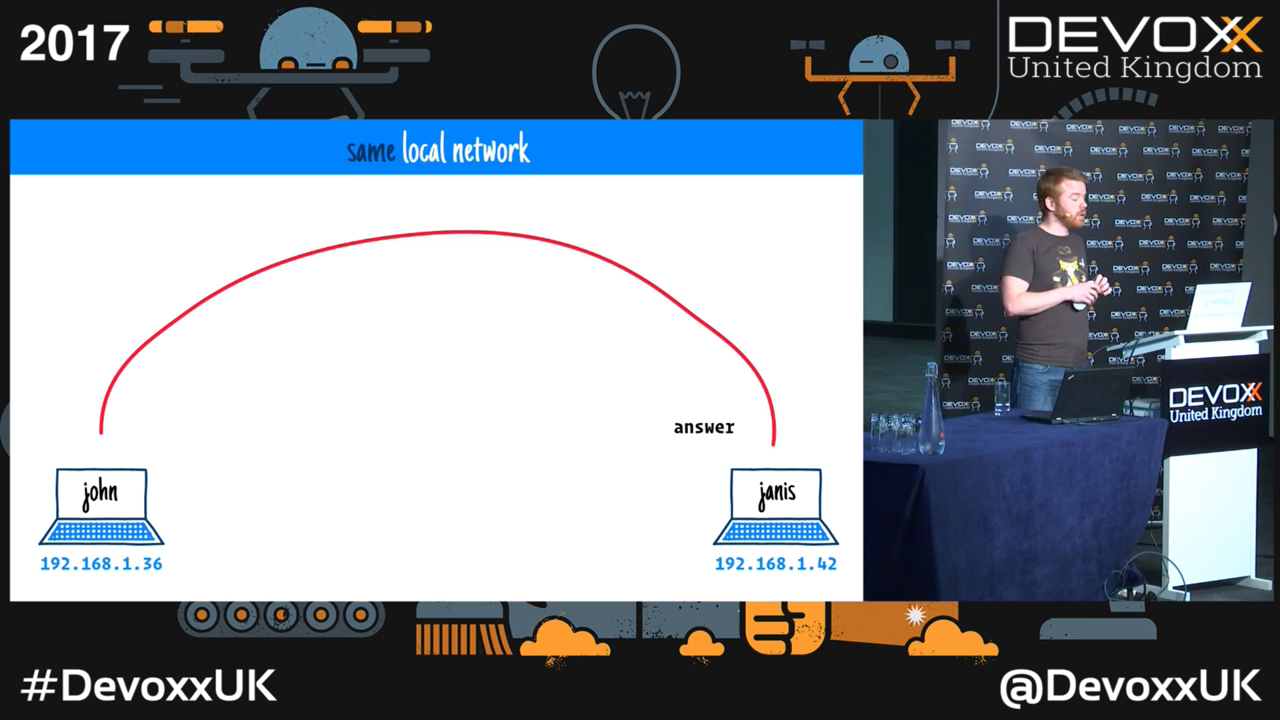 2017
DEVOXX
United Kingdom
same local network
answer
john
janis
192.168.1.36
192.168.1.42
DEVOXX
United Kingdom
#DevoxxUK
@DevoxxUK